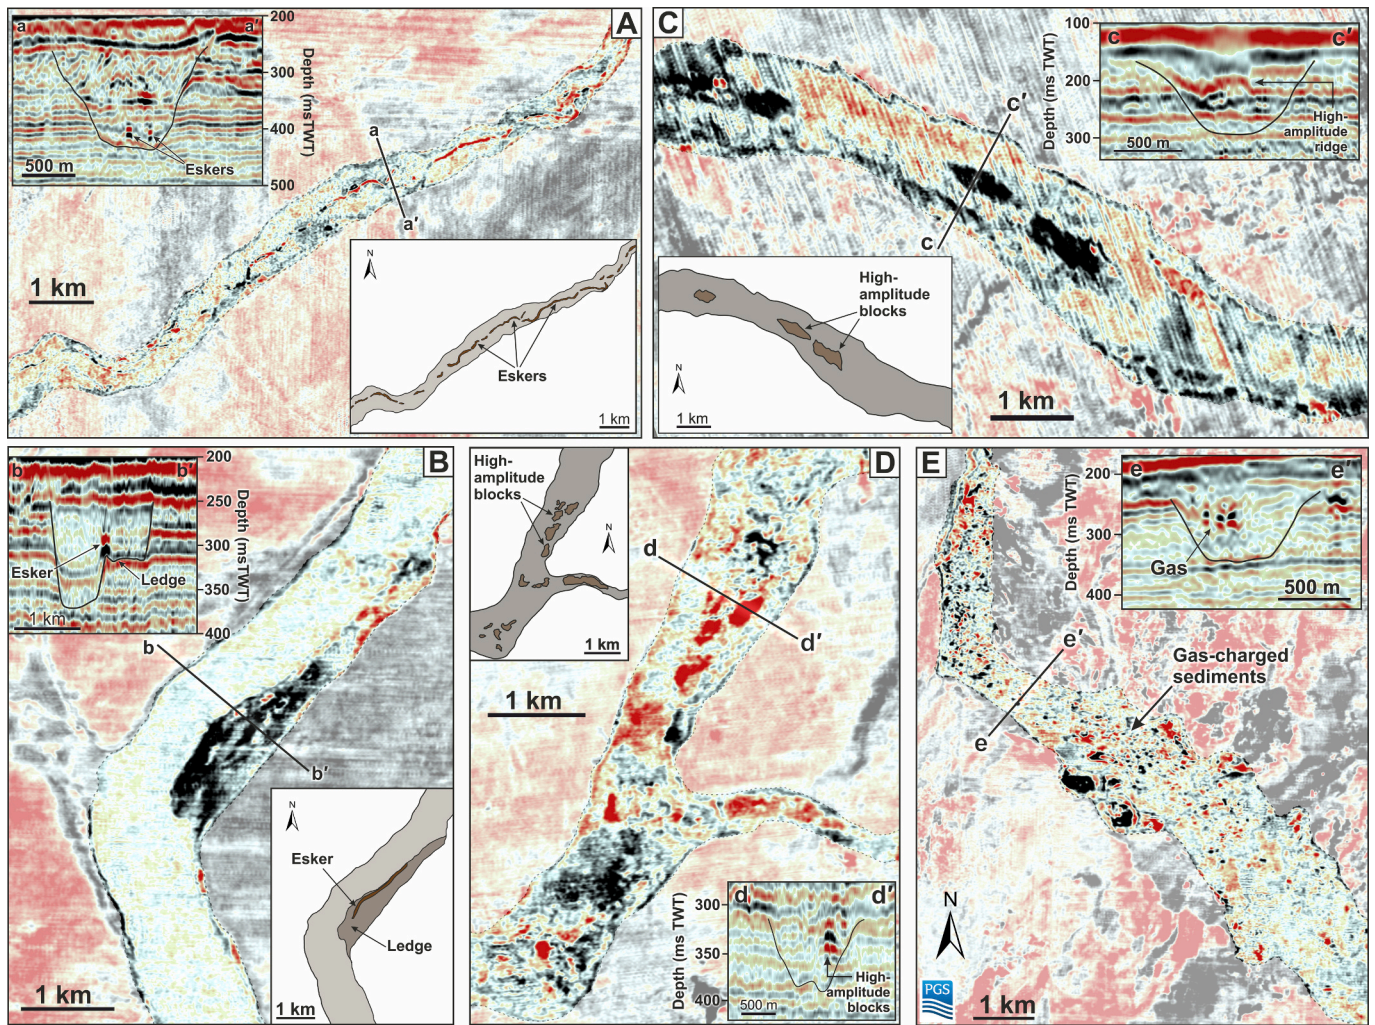 A
a
a′
200
300
400
500
Depth (ms TWT)
Eskers
500 m
a
a′
1 km
N
Eskers
1 km
C
c
c′
100
200
300
Depth (ms TWT)
500 m
High-
amplitude
ridge
c′
c
High-
amplitude
blocks
N
1 km
1 km
B
b
b′
200
250
300
350
400
Depth (ms TWT)
Esker
Ledge
1 km
b
b′
N
Esker
Ledge
1 km
1 km
D
High-
amplitude
blocks
N
1 km
d
d′
1 km
d
d′
300
350
400
Depth (ms TWT)
500 m
High-
amplitude
blocks
E
e
e′
200
300
400
Depth (ms TWT)
Gas
500 m
e′
e
Gas-charged
sediments
N
PGS
1 km